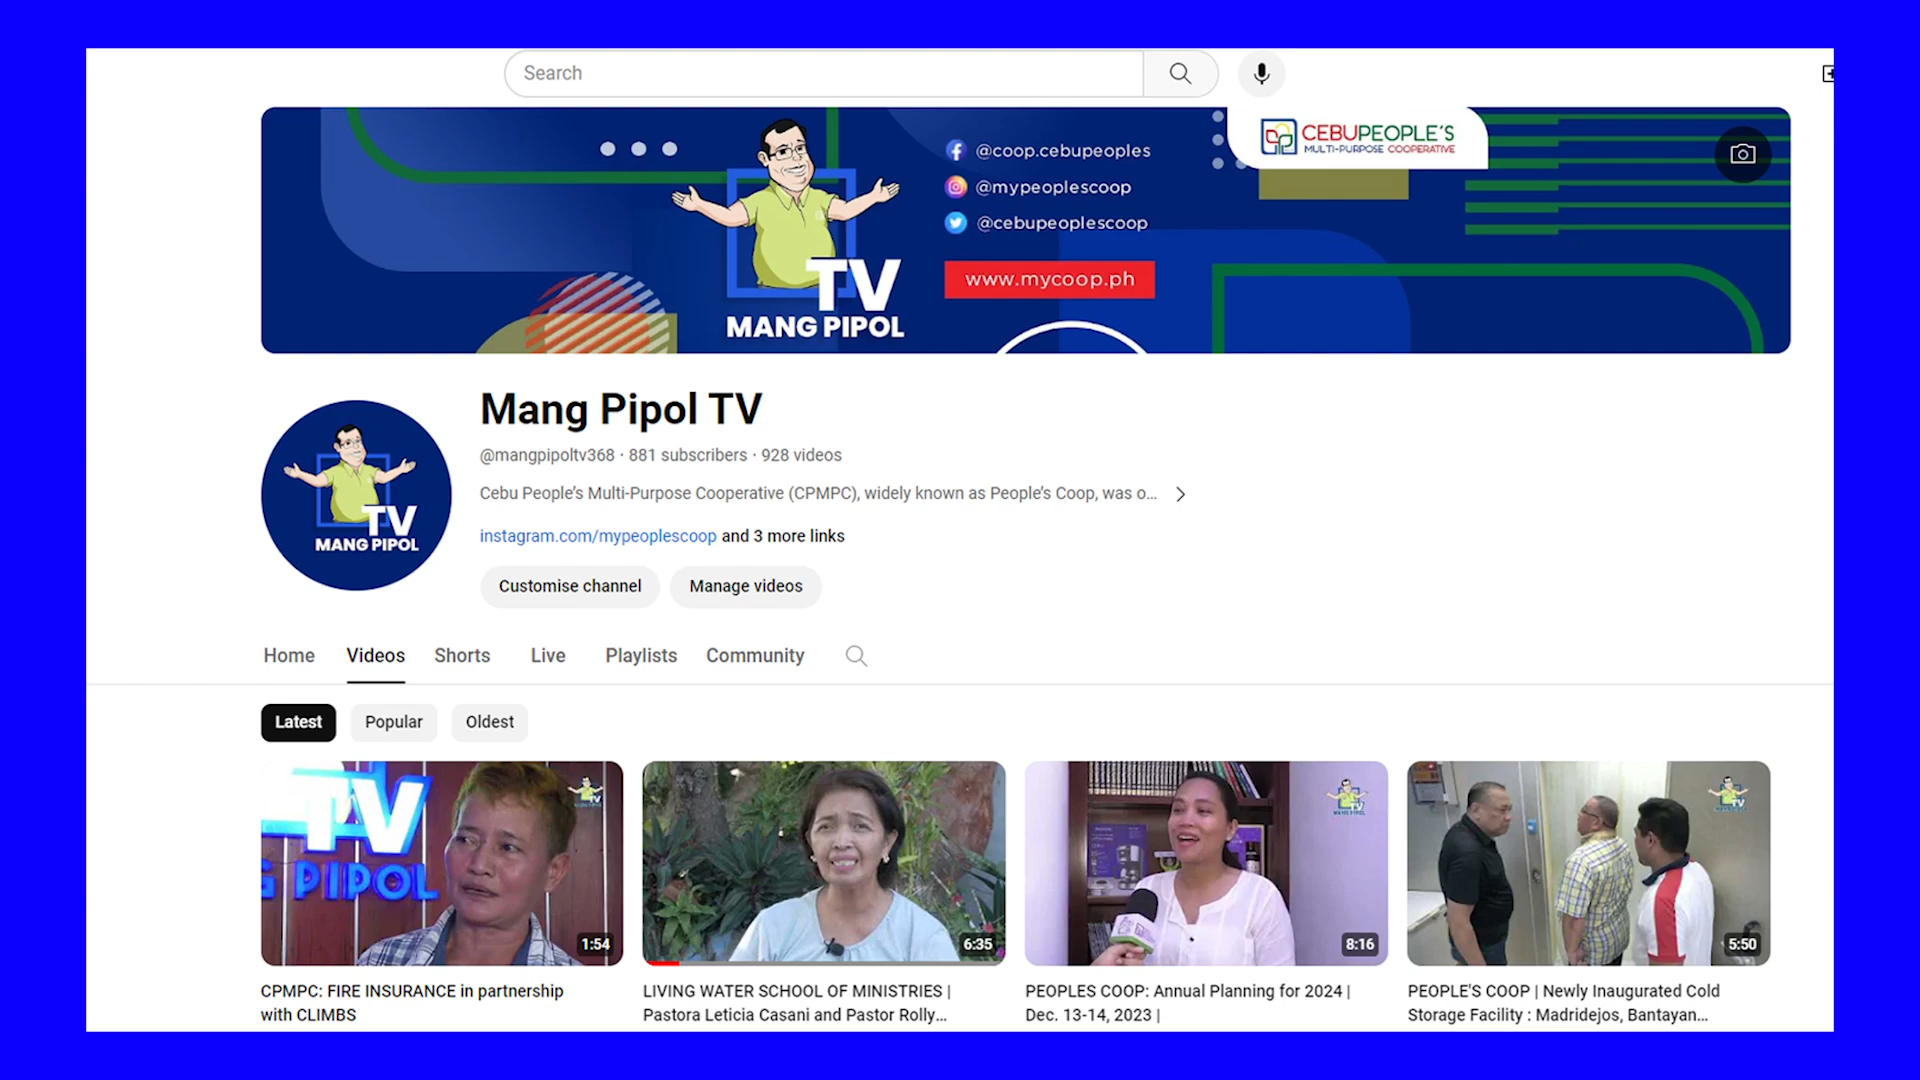 Search
@coop.cebupeoples
@mypeoplescoop
@cebupeoplescoop
www.mycoop.ph
TV
MANG PIPOL
CEBUPEOPLE'S
MULTI-PURPOSE COOPERATIVE
Mang Pipol TV
@mangpipoltv368 · 881 subscribers · 928 videos
Cebu People's Multi-Purpose Cooperative (CPMPC), widely known as People's Coop, was o...
instagram.com/mypeoplescoop and 3 more links
Customise channel Manage videos
TV
MANG PIPOL
Home Videos Shorts Live Playlists Community
Latest Popular Oldest
TV
G PIPOL
1:54
6:35
8:16
5:50
CPMPC: FIRE INSURANCE in partnership
with CLIMBS
LIVING WATER SCHOOL OF MINISTRIES |
Pastora Leticia Casani and Pastor Rolly...
PEOPLES COOP: Annual Planning for 2024 |
Dec. 13-14, 2023 |
PEOPLE'S COOP | Newly Inaugurated Cold
Storage Facility : Madridejos, Bantayan...